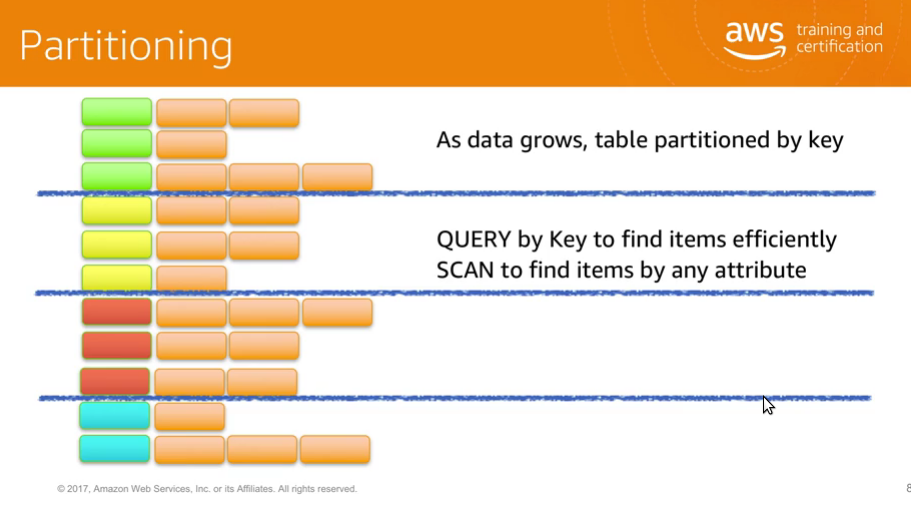 Partitioning
aws training and
certification
As data grows, table partitioned by key
QUERY by Key to find items efficiently
SCAN to find items by any attribute
© 2017, Amazon Web Services, Inc. or its Affiliates. All rights reserved.
8